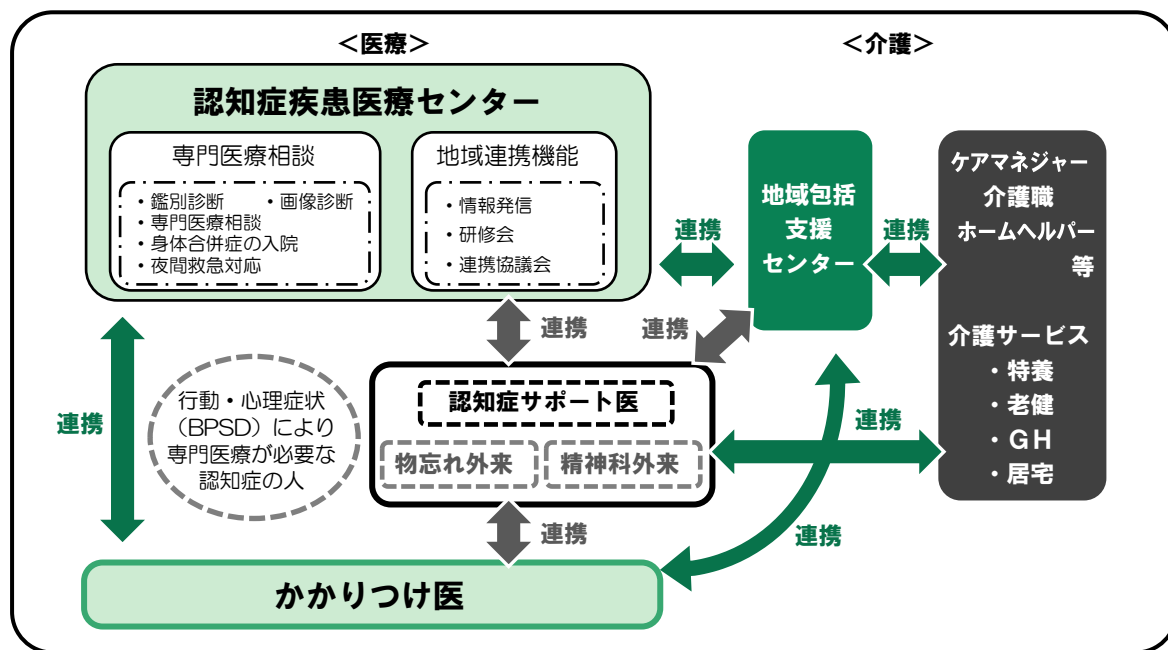 ＜医療＞
＜介護＞
認知症疾患医療センター
専門医療相談
・鑑別診断　・画像診断
・専門医療相談
・身体合併症の入院
・夜間救急対応
地域連携機能
・情報発信
・研修会
・連携協議会
連携
地域包括
支援
センター
連携
ケアマネジャー
介護職
ホームヘルパー
等
介護サービス
・特養
・老健
・ＧＨ
・居宅
連携
連携
連携
行動・心理症状
（BPSD）により
専門医療が必要な
認知症の人
認知症サポート医
物忘れ外来
精神科外来
連携
連携
連携
かかりつけ医